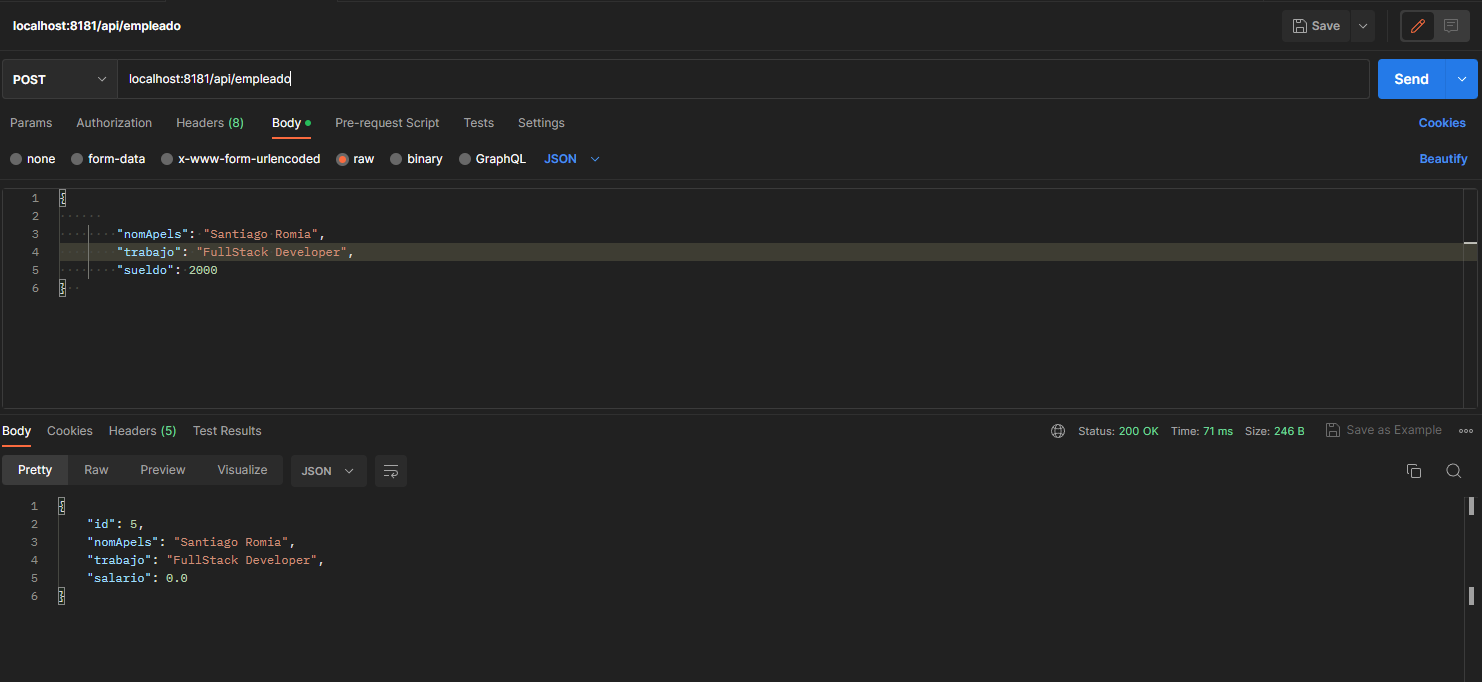 localhost:8181/api/empleado
Save
POST
localhost:8181/api/empleado
Send
Params Authorization Headers (8) Body Pre-request Script Tests Settings Cookies
none form-data x-www-form-urlencoded raw binary GraphQL JSON Beautify
1 {
2
3 "nomApels": "Santiago Romia",
4 "trabajo": "FullStack Developer",
5 "sueldo": 2000
6 }
Body Cookies Headers (5) Test Results Status: 200 OK Time: 71 ms Size: 246 B Save as Example
Pretty Raw Preview Visualize JSON
1 {
2 "id": 5,
3 "nomApels": "Santiago Romia",
4 "trabajo": "FullStack Developer",
5 "salario": 0.0
6 }